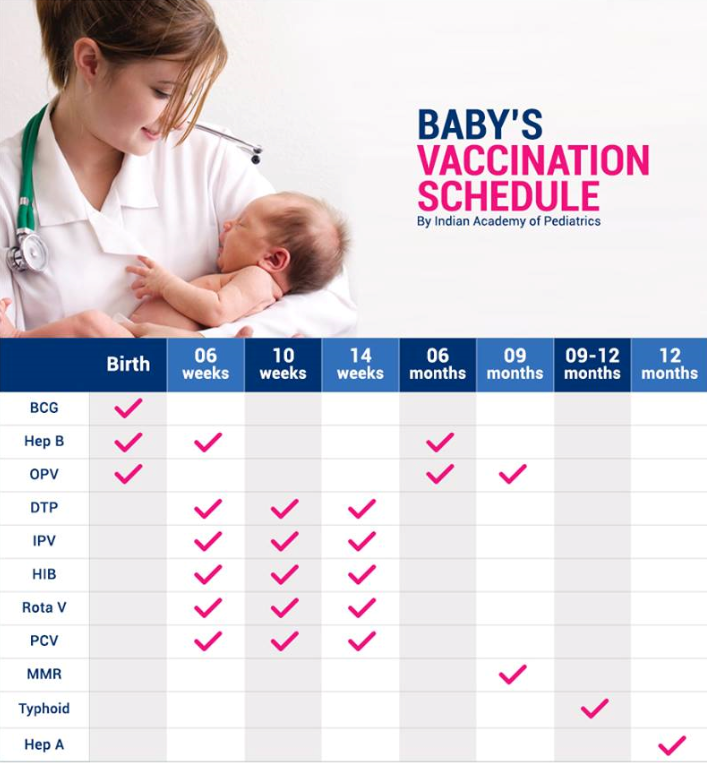 BABY'S
VACCINATION
SCHEDULE
By Indian Academy of Pediatrics
Birth 06 weeks 10 weeks 14 weeks 06 months 09 months 09-12 months 12 months
BCG
Hep B
OPV
DTP
IPV
HIB
Rota V
PCV
MMR
Typhoid
Hep A